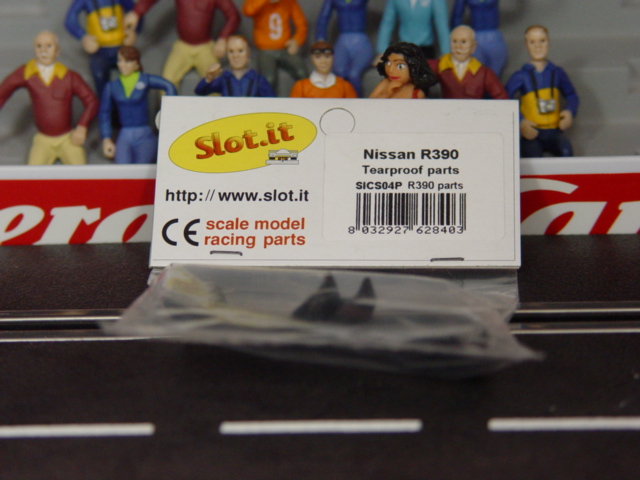 9
Slot.it
http://www.slot.it
CE scale model
racing parts
Nissan R390
Tearproof parts
SICS04P R390 parts
8 032927 628403